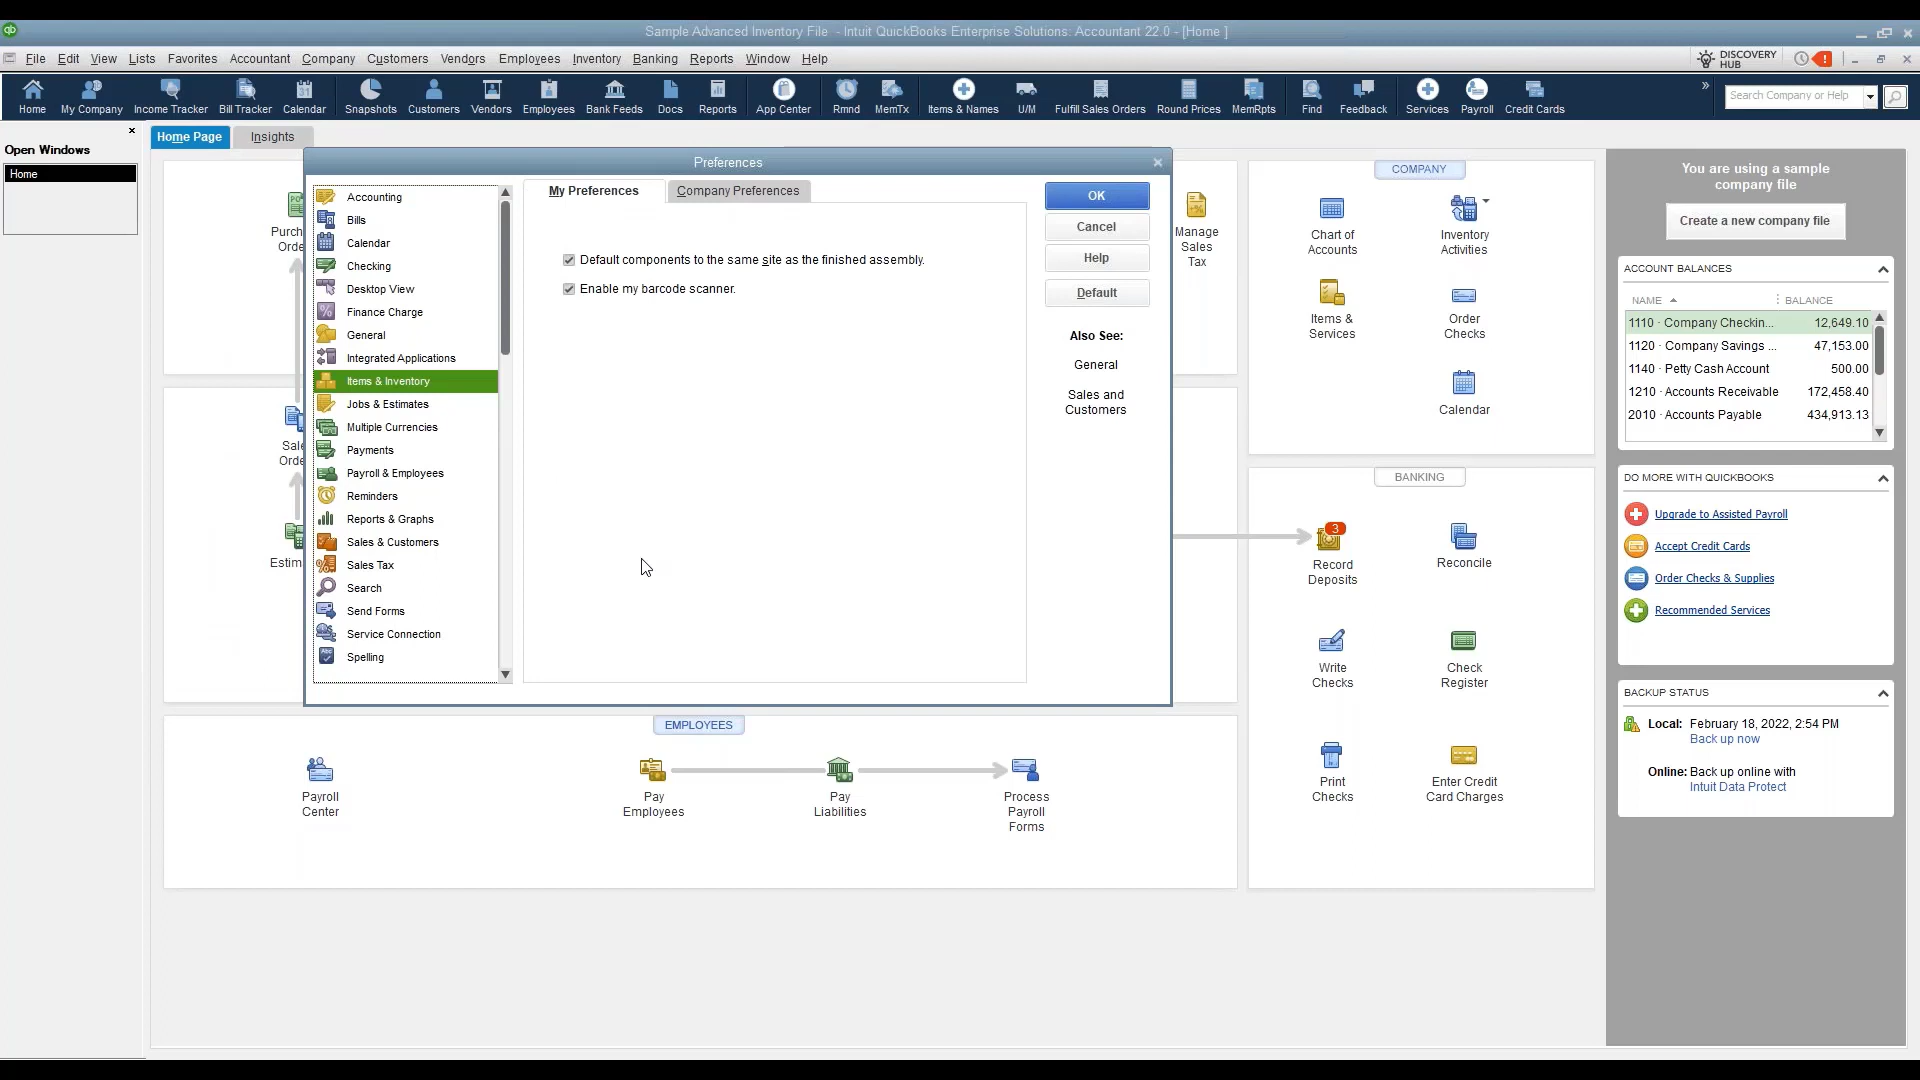 Sample Advanced Inventory File - Intuit QuickBooks Enterprise Solutions: Accountant 22.0 - [Home ]
File Edit View Lists Favorites Accountant Company Customers Vendors Employees Inventory Banking Reports Window Help
DISCOVERY
HUB
Home My Company Income Tracker Bill Tracker Calendar Snapshots Customers Vendors Employees Bank Feeds Docs Reports App Center Rmnd MemTx Items & Names U/M Fulfill Sales Orders Round Prices MemRpts Find Feedback Services Payroll Credit Cards
Search Company or Help
Open Windows
Home
Home Page
Insights
Preferences
Accounting
Bills
Calendar
Checking
Desktop View
Finance Charge
General
Integrated Applications
Items & Inventory
Jobs & Estimates
Multiple Currencies
Payments
Payroll & Employees
Reminders
Reports & Graphs
Sales & Customers
Sales Tax
Search
Send Forms
Service Connection
Spelling
My Preferences
Company Preferences
Default components to the same site as the finished assembly.
Enable my barcode scanner.
OK
Cancel
Help
Default
Also See:
General
Sales and
Customers
Purch
Orde
Sale
Orde
Estim
Manage
Sales
Tax
EMPLOYEES
Payroll
Center
Pay
Employees
Pay
Liabilities
Process
Payroll
Forms
COMPANY
Chart of
Accounts
Inventory
Activities
Items &
Services
Order
Checks
Calendar
BANKING
3
Record
Deposits
Reconcile
Write
Checks
Check
Register
Print
Checks
Enter Credit
Card Charges
You are using a sample
company file
Create a new company file
ACCOUNT BALANCES
NAME BALANCE
1110 · Company Checkin... 12,649.10
1120 · Company Savings ... 47,153.00
1140 · Petty Cash Account 500.00
1210 · Accounts Receivable 172,458.40
2010 · Accounts Payable 434,913.13
DO MORE WITH QUICKBOOKS
Upgrade to Assisted Payroll
Accept Credit Cards
Order Checks & Supplies
Recommended Services
BACKUP STATUS
Local: February 18, 2022, 2:54 PM
Back up now
Online: Back up online with
Intuit Data Protect